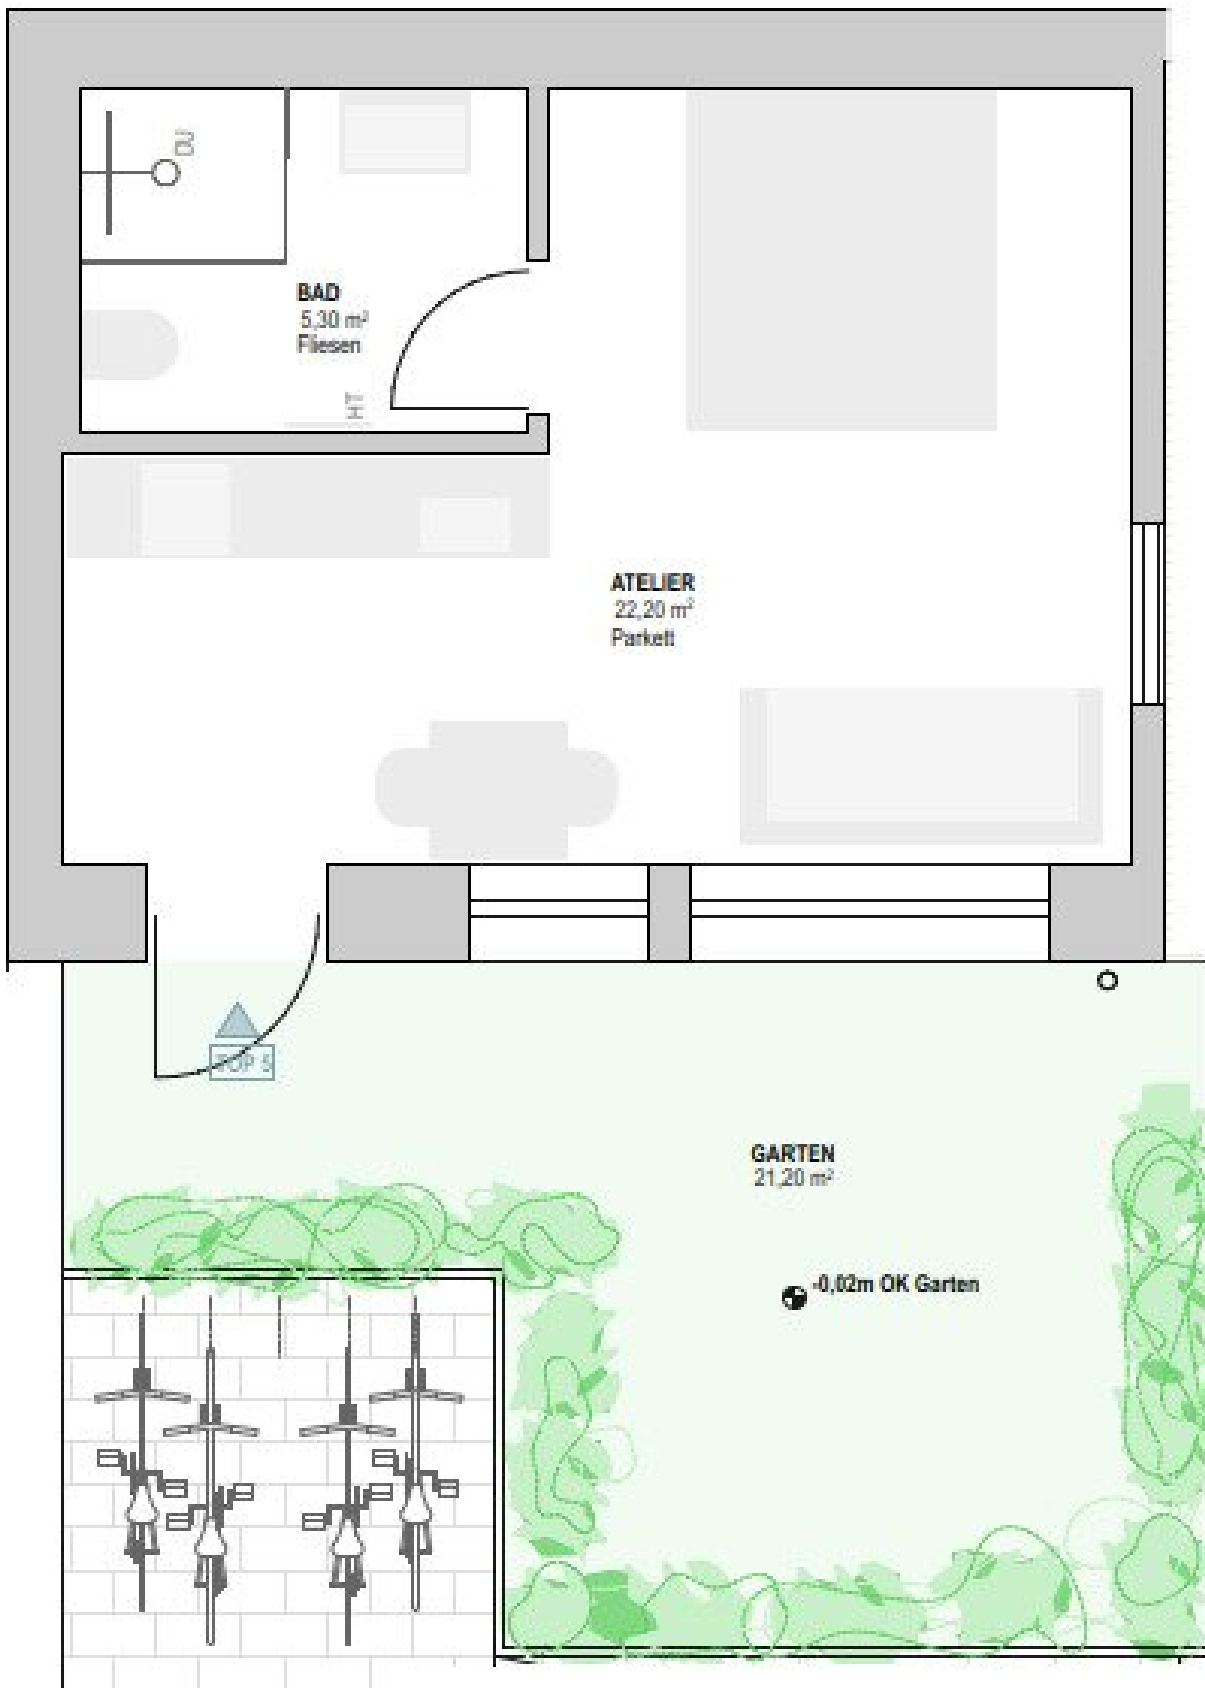 DU
BAD
5,30 m²
Fliesen
HT
ATELIER
22,20 m²
Parkett
TOP 5
GARTEN
21,20 m²
-0,02m OK Garten